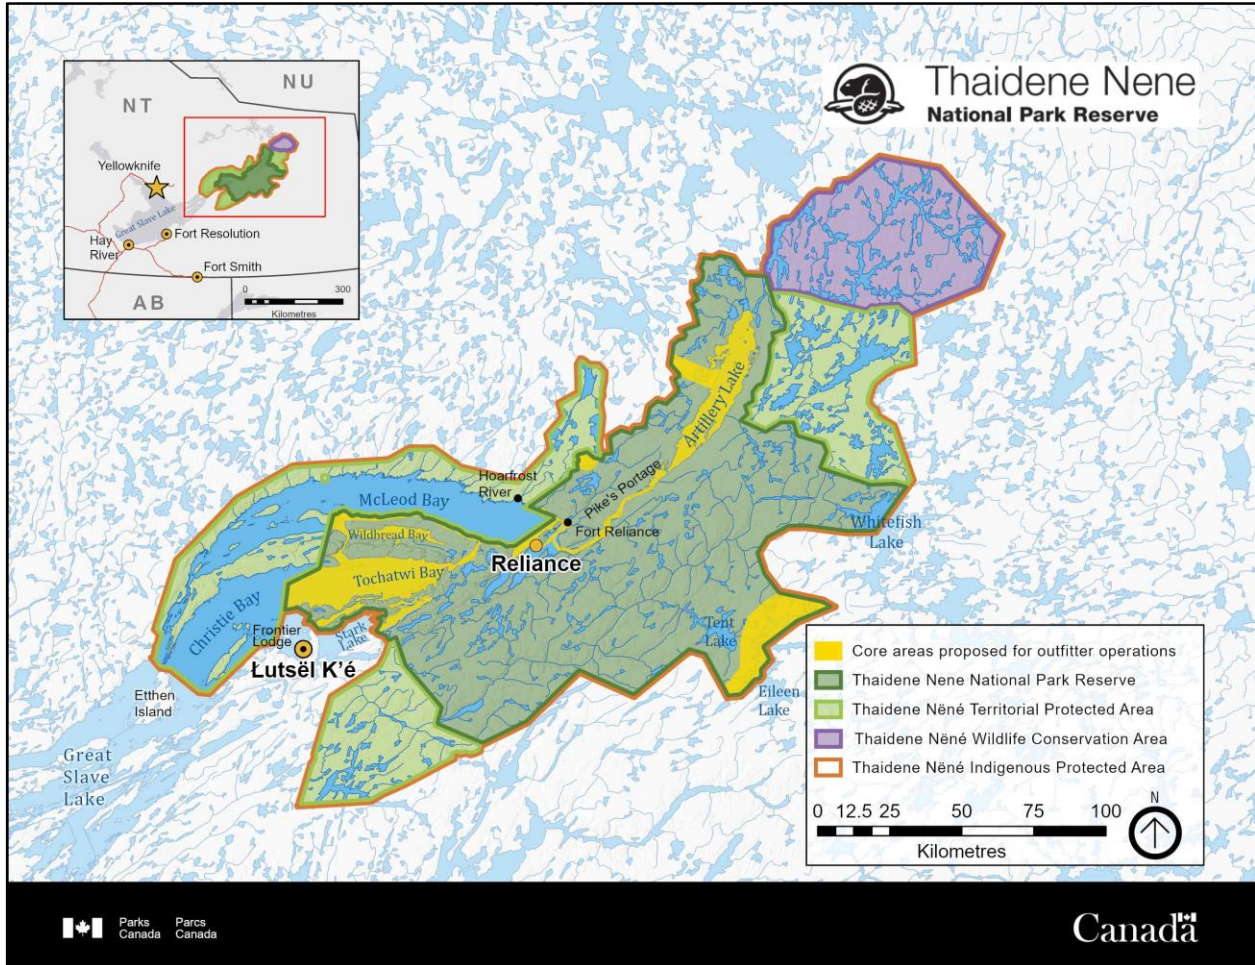 NU
NT
Yellowknife
Great Slave Lake
Fort Resolution
Hay
River
Fort Smith
AB
0 300
Kilometres
Thaidene Nene
National Park Reserve
Artillery Lake
Pike's Portage
Hoarfrost
River
McLeod Bay
Fort Reliance
Whitefish
Lake
Wildbread Bay
Reliance
Tochatwi Bay
Christie Bay
Stark
Lake
Frontier
Lodge
Łutsël K'é
Tent
Lake
Eileen
Lake
Etthen
Island
Great
Slave
Lake
Core areas proposed for outfitter operations
Thaidene Nene National Park Reserve
Thaidene Nëné Territorial Protected Area
Thaidene Nëné Wildlife Conservation Area
Thaidene Nëné Indigenous Protected Area
0 12.5 25 50 75 100
Kilometres
N
Parks Parcs
Canada Canada
Canada